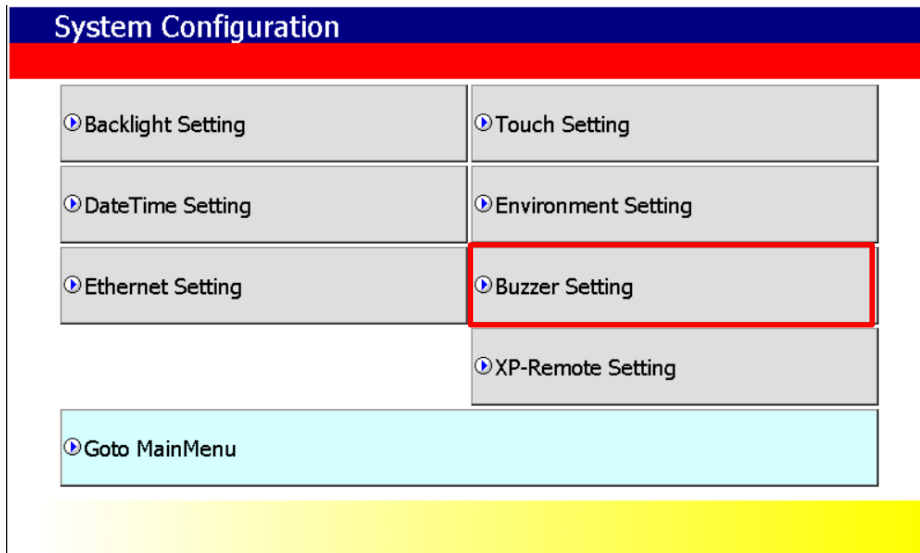 System Configuration
Backlight Setting
Touch Setting
DateTime Setting
Environment Setting
Ethernet Setting
Buzzer Setting
XP-Remote Setting
Goto MainMenu